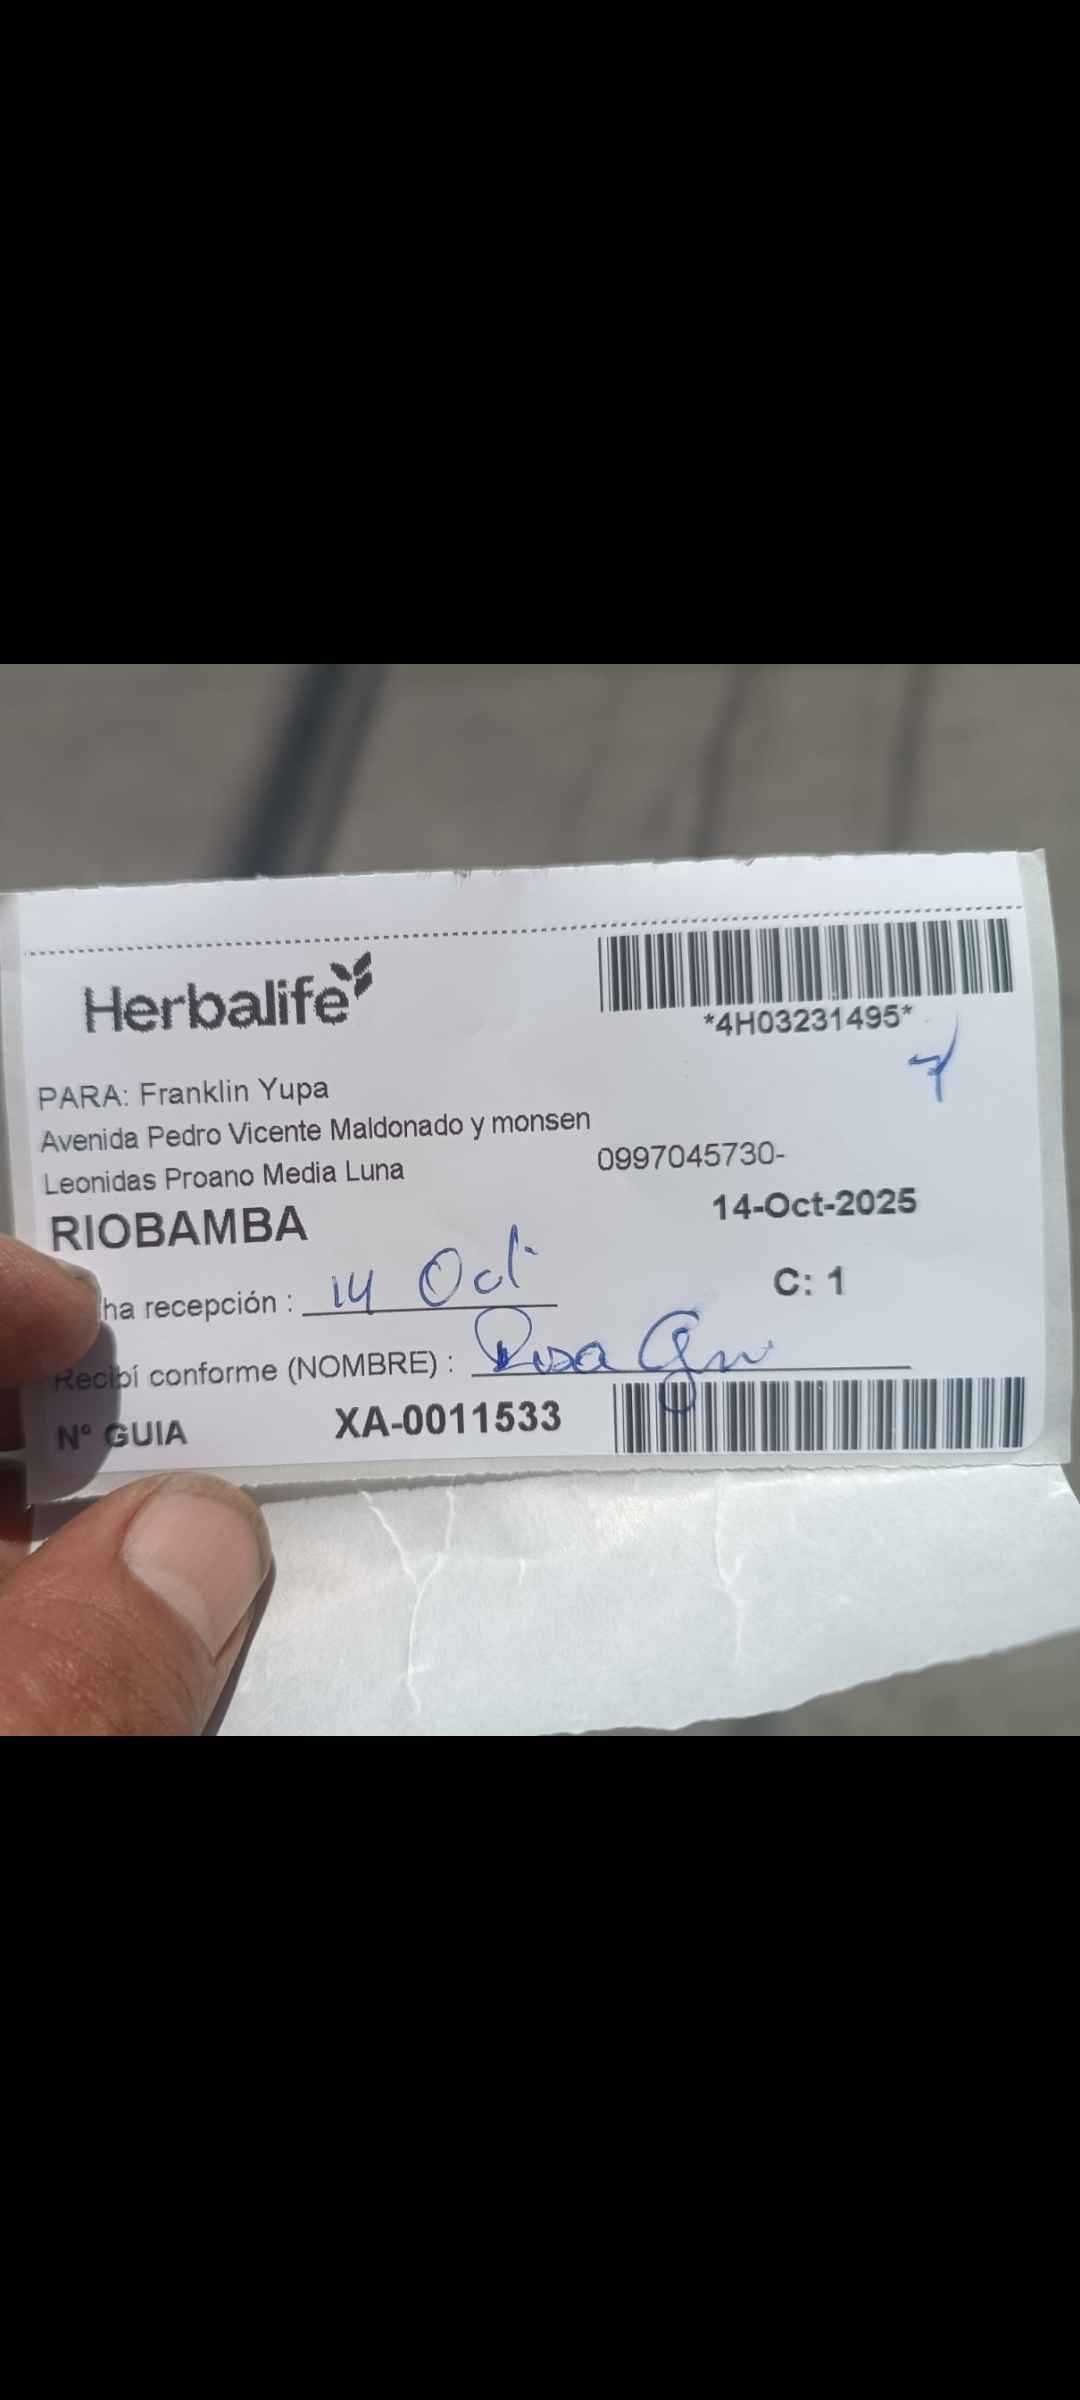 Herbalife
*4H03231495*
PARA: Franklin Yupa
Avenida Pedro Vicente Maldonado y monsen
Leonidas Proano Media Luna
0997045730-
RIOBAMBA
14-Oct-2025
ha recepción : 14 Oct
C: 1
Recibí conforme (NOMBRE) : Rosa
N° GUIA XA-0011533